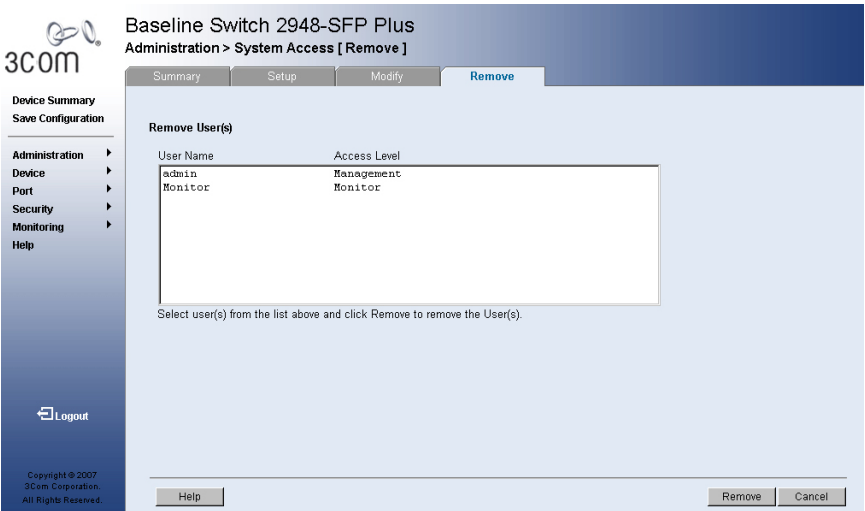 3COM
Baseline Switch 2948-SFP Plus
Administration > System Access [ Remove ]
Summary
Setup
Modify
Remove
Device Summary
Save Configuration
Administration
Device
Port
Security
Monitoring
Help
Logout
Copyright © 2007
3Com Corporation.
All Rights Reserved.
Remove User(s)
User Name Access Level
admin Management
Monitor Monitor
Select user(s) from the list above and click Remove to remove the User(s).
Help
Remove
Cancel